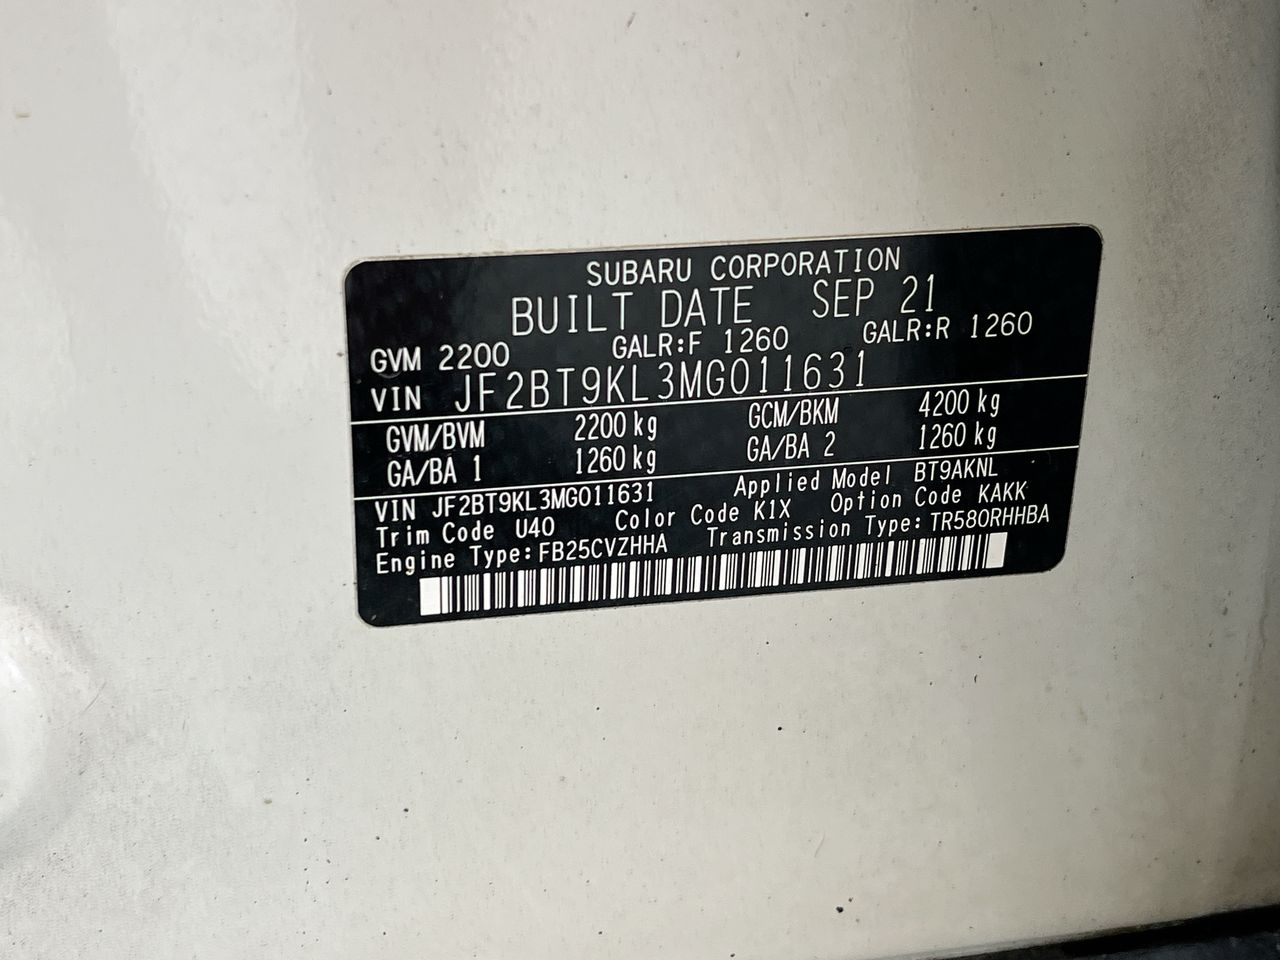 SUBARU CORPORATION
BUILT DATE SEP 21
GVM 2200 GALR:F 1260 GALR:R 1260
VIN JF2BT9KL3MG011631
GVM/BVM 2200 kg GCM/BKM 4200 kg
GA/BA 1 1260 kg GA/BA 2 1260 kg
VIN JF2BT9KL3MG011631 Applied Model BT9AKNL
Trim Code U40 Color Code K1X Option Code KAKK
Engine Type:FB25CVZHHA Transmission Type:TR580RHHBA